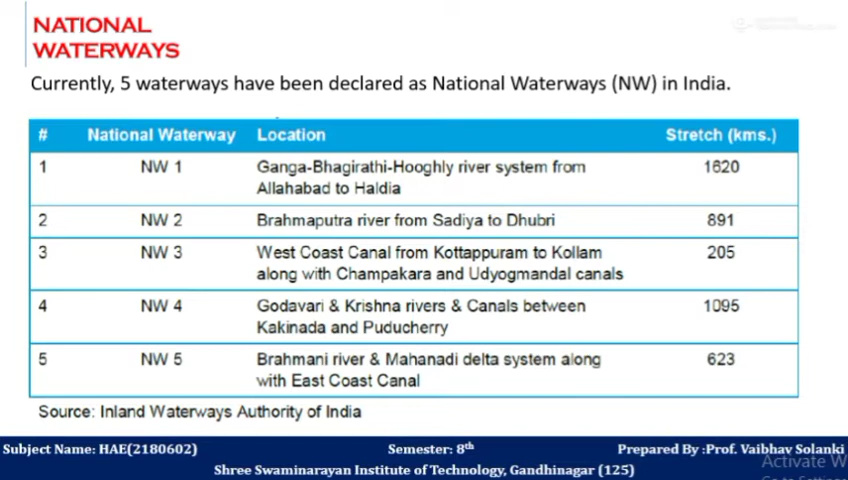 NATIONAL
WATERWAYS
Currently, 5 waterways have been declared as National Waterways (NW) in India.
# National Waterway Location Stretch (kms.)
1 NW 1 Ganga-Bhagirathi-Hooghly river system from Allahabad to Haldia 1620
2 NW 2 Brahmaputra river from Sadiya to Dhubri 891
3 NW 3 West Coast Canal from Kottappuram to Kollam along with Champakara and Udyogmandal canals 205
4 NW 4 Godavari & Krishna rivers & Canals between Kakinada and Puducherry 1095
5 NW 5 Brahmani river & Mahanadi delta system along with East Coast Canal 623
Source: Inland Waterways Authority of India
Subject Name: HAE(2180602) Semester: 8th Prepared By :Prof. Vaibhav Solanki
Shree Swaminarayan Institute of Technology, Gandhinagar (125)
Activate W